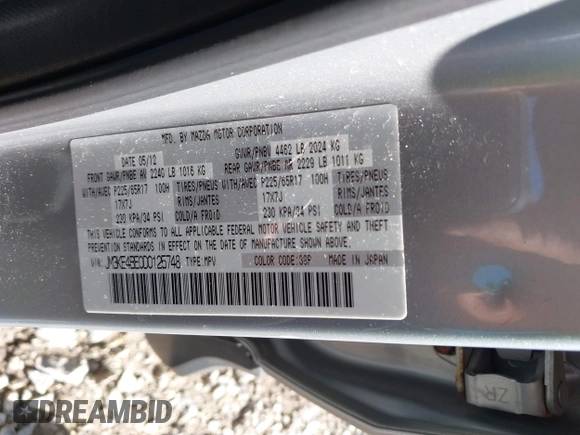 MFD. BY MAZDA MOTOR CORPORATION
DATE 05/12 GVWR/PNBV 4462 LB 2024 KG
FRONT GAWR/PNBE AV 2240 LB 1016 KG REAR GAWR/PNBE AR 2229 LB 1011 KG
WITH/AVEC P225/65R17 100H TIRES/PNEUS WITH/AVEC P225/65R17 100H TIRES/PNEUS
17X7J RIMS/JANTES 17X7J RIMS/JANTES
230 KPA/34 PSI COLD/A FROID 230 KPA/34 PSI COLD/A FROID
THIS VEHICLE CONFORMS TO ALL APPLICABLE FEDERAL MOTOR VEHICLE SAFETY AND THEFT
PREVENTION STANDARDS IN EFFECT ON THE DATE OF MANUFACTURE SHOWN ABOVE.
VIN: JM3KE4BE0D0125748 TYPE:MPV COLOR CODE:38P MADE IN JAPAN
ZR
DREAMBID